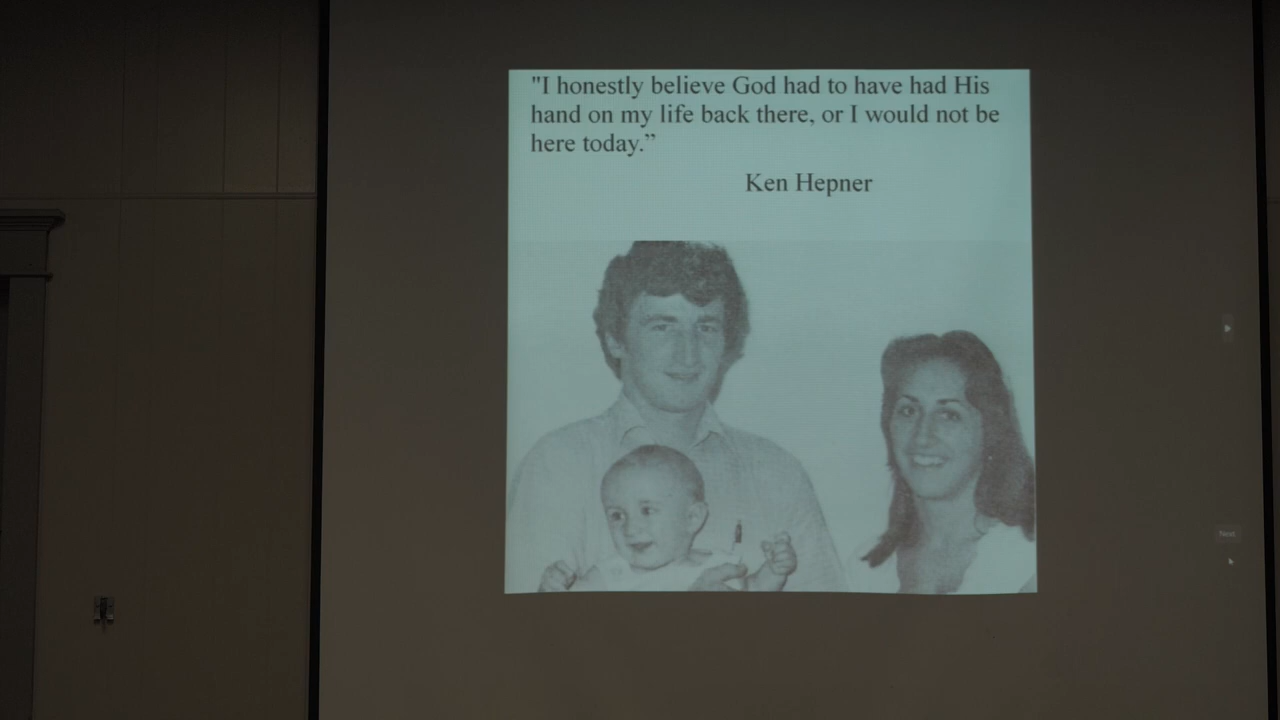 "I honestly believe God had to have had His
hand on my life back there, or I would not be
here today.”
Ken Hepner
Next